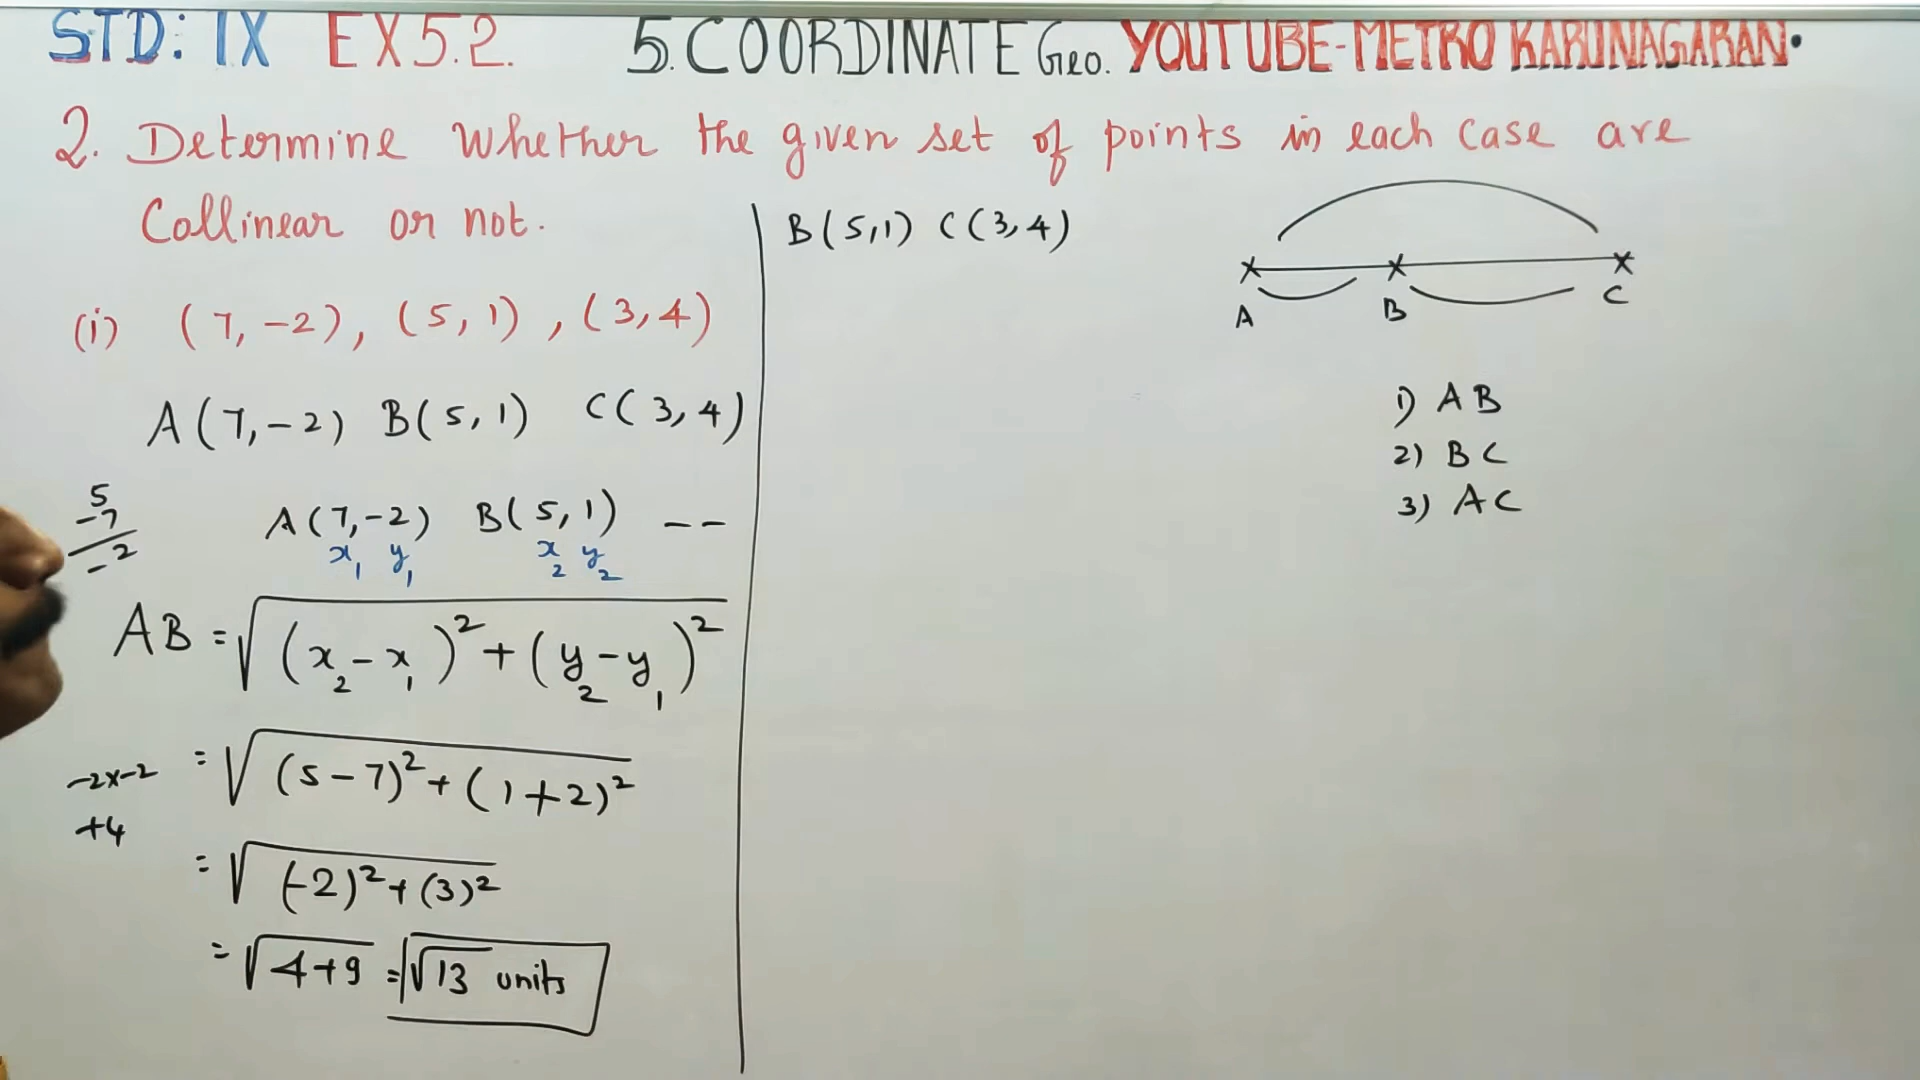 STD: IX EX 5.2. 5. COORDINATE Geo. YOUTUBE-METRO KARUNAGARAN.
2. Determine whether the given set of points in each case are
Collinear or not.
(i) (7, -2), (5, 1), (3, 4)
A(7, -2) B(5, 1) C(3, 4)
5
-7
-2
A(7, -2) B(5, 1) --
x₁ y₁ x₂ y₂
AB = √(x₂ - x₁)² + (y₂ - y₁)²
= √(5-7)² + (1+2)²
-2x-2
+4
= √(-2)² + (3)²
= √4+9 = √13 units
B(5,1) C(3,4)
A B C
1) AB
2) BC
3) AC